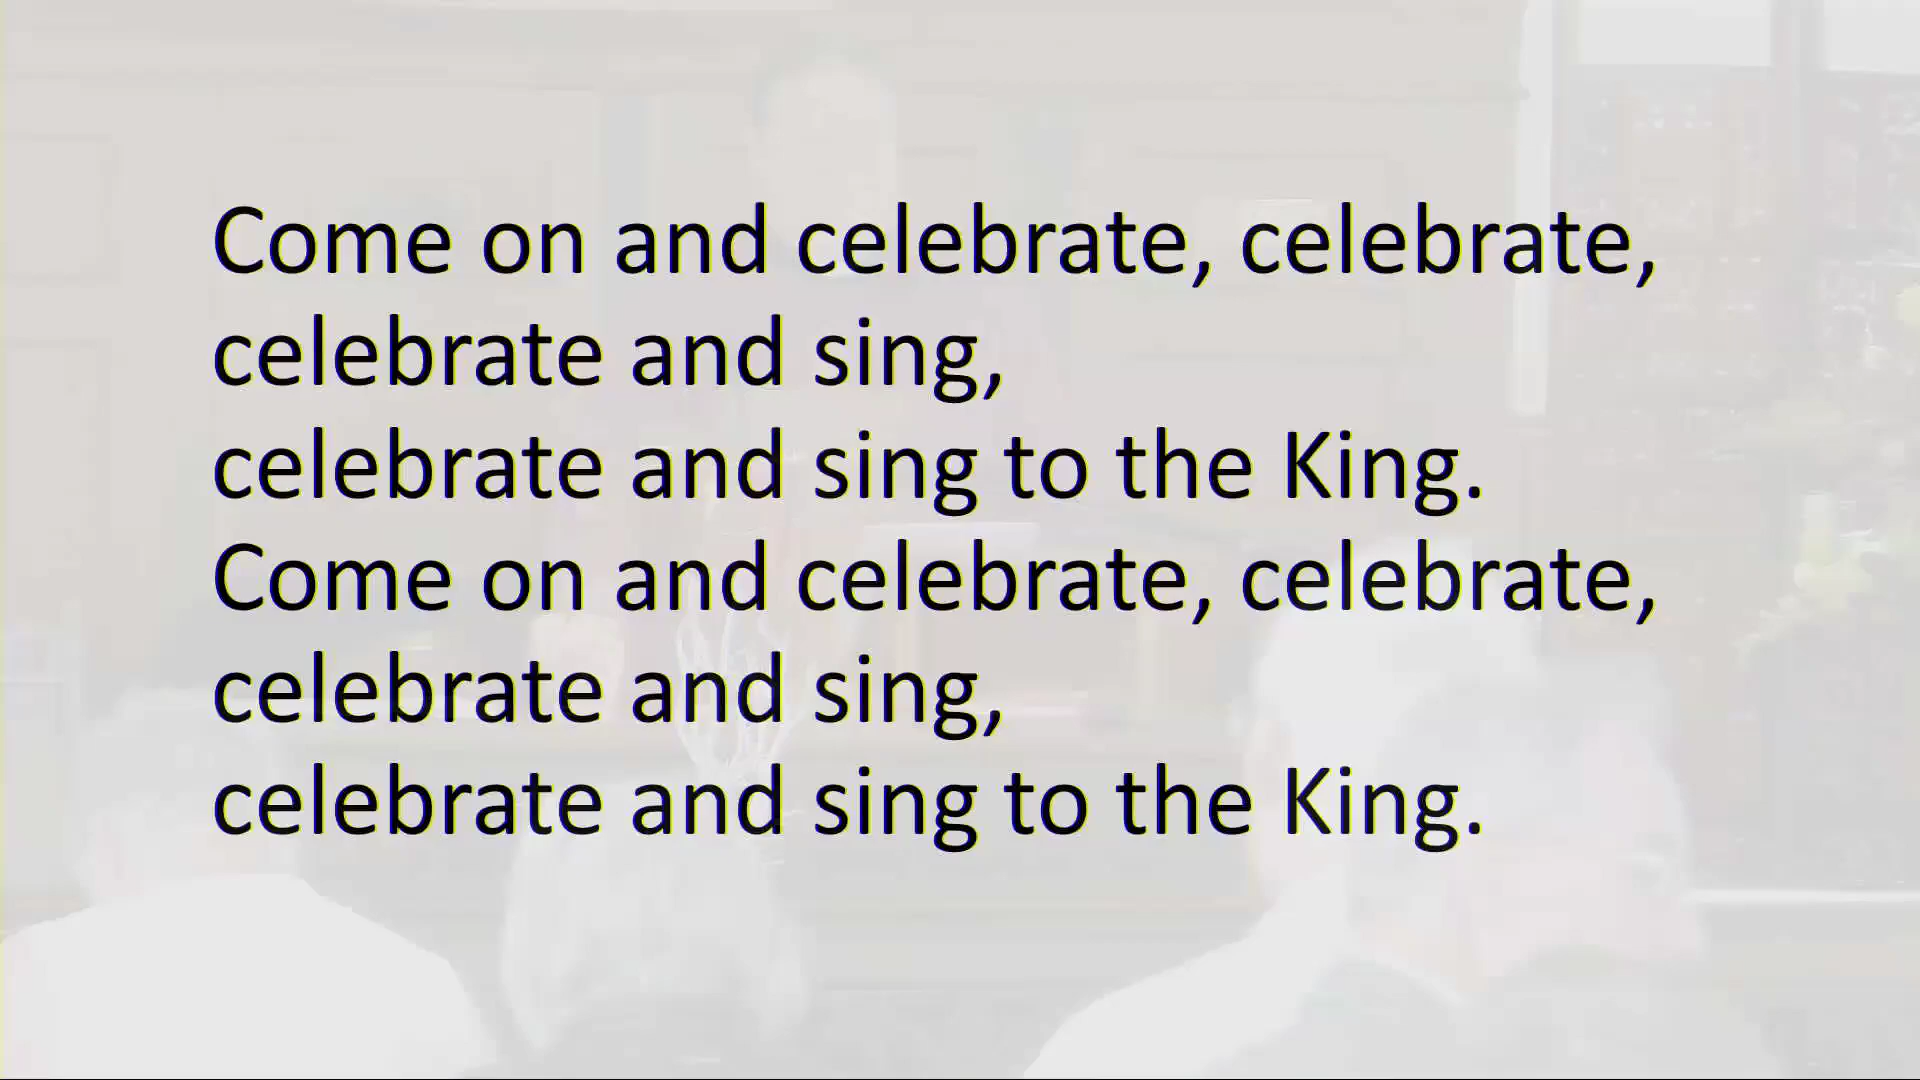 Come on and celebrate, celebrate,
celebrate and sing,
celebrate and sing to the King.
Come on and celebrate, celebrate,
celebrate and sing,
celebrate and sing to the King.